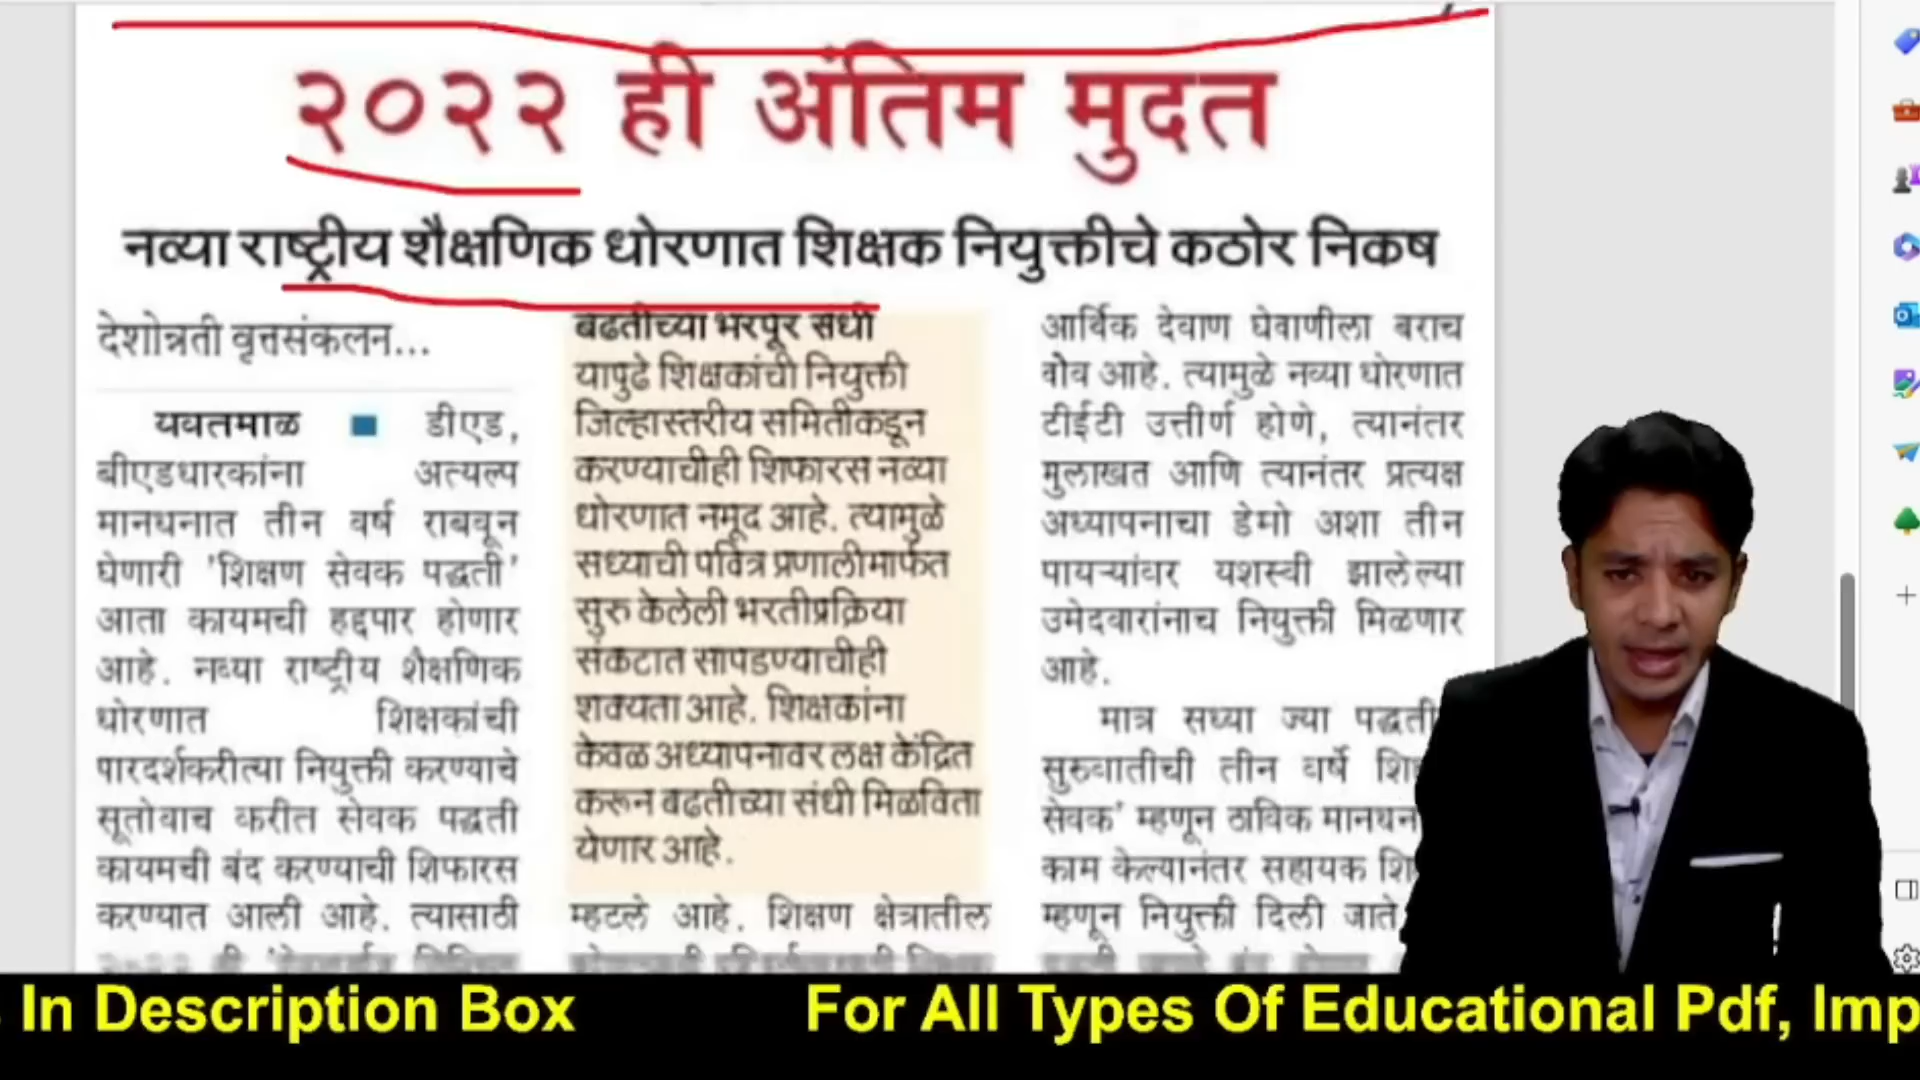 २०२२ ही अंतिम मुदत
नव्या राष्ट्रीय शैक्षणिक धोरणात शिक्षक नियुक्तीचे कठोर निकष
देशोन्नती वृत्तसंकलन...
यवतमाळ ■ डीएड,
बीएडधारकांना अत्यल्प
मानधनात तीन वर्ष राबवून
घेणारी 'शिक्षण सेवक पद्धती'
आता कायमची हद्दपार होणार
आहे. नव्या राष्ट्रीय शैक्षणिक
धोरणात शिक्षकांची
पारदर्शकरीत्या नियुक्ती करण्याचे
सूतोवाच करीत सेवक पद्धती
कायमची बंद करण्याची शिफारस
करण्यात आली आहे. त्यासाठी
बढतीच्या भरपूर संधी
यापुढे शिक्षकांची नियुक्ती
जिल्हास्तरीय समितीकडून
करण्याचीही शिफारस नव्या
धोरणात नमूद आहे. त्यामुळे
सध्याची पवित्र प्रणालीमार्फत
सुरु केलेली भरतीप्रक्रिया
संकटात सापडण्याचीही
शक्यता आहे. शिक्षकांना
केवळ अध्यापनावर लक्ष केंद्रित
करून बढतीच्या संधी मिळविता
येणार आहे.
म्हटले आहे. शिक्षण क्षेत्रातील
आर्थिक देवाण घेवाणीला बराच
वोव आहे. त्यामुळे नव्या धोरणात
टीईटी उत्तीर्ण होणे, त्यानंतर
मुलाखत आणि त्यानंतर प्रत्यक्ष
अध्यापनाचा डेमो अशा तीन
पायऱ्यांवर यशस्वी झालेल्या
उमेदवारांनाच नियुक्ती मिळणार
आहे.
मात्र सध्या ज्या पद्धती
सुरुवातीची तीन वर्षे
सेवक' म्हणून ठाविक मानधन
काम केल्यानंतर सहायक
म्हणून नियुक्ती दिली जाते
In Description Box For All Types Of Educational Pdf, Imp